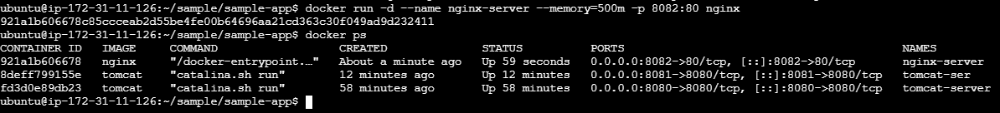 ubuntu@ip-172-31-11-126:~/sample/sample-app$ docker run -d --name nginx-server --memory=500m -p 8082:80 nginx
921a1b606678c85ccceab2d55be4fe00b64696aa21cd363c30f049ad9d232411
ubuntu@ip-172-31-11-126:~/sample/sample-app$ docker ps
CONTAINER ID   IMAGE     COMMAND                  CREATED              STATUS          PORTS                                         NAMES
921a1b606678   nginx     "/docker-entrypoint.…"   About a minute ago   Up 59 seconds   0.0.0.0:8082->80/tcp, [::]:8082->80/tcp       nginx-server
8deff799155e   tomcat    "catalina.sh run"        12 minutes ago       Up 12 minutes   0.0.0.0:8081->8080/tcp, [::]:8081->8080/tcp   tomcat-ser
fd3d0e89db23   tomcat    "catalina.sh run"        58 minutes ago       Up 58 minutes   0.0.0.0:8080->8080/tcp, [::]:8080->8080/tcp   tomcat-server
ubuntu@ip-172-31-11-126:~/sample/sample-app$